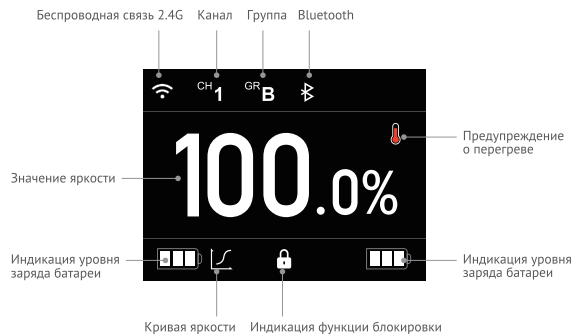 Беспроводная связь 2.4G Канал Группа Bluetooth
CH 1 GR B
Предупреждение
о перегреве
100.0%
Значение яркости
Индикация уровня
заряда батареи
Индикация уровня
заряда батареи
Кривая яркости Индикация функции блокировки